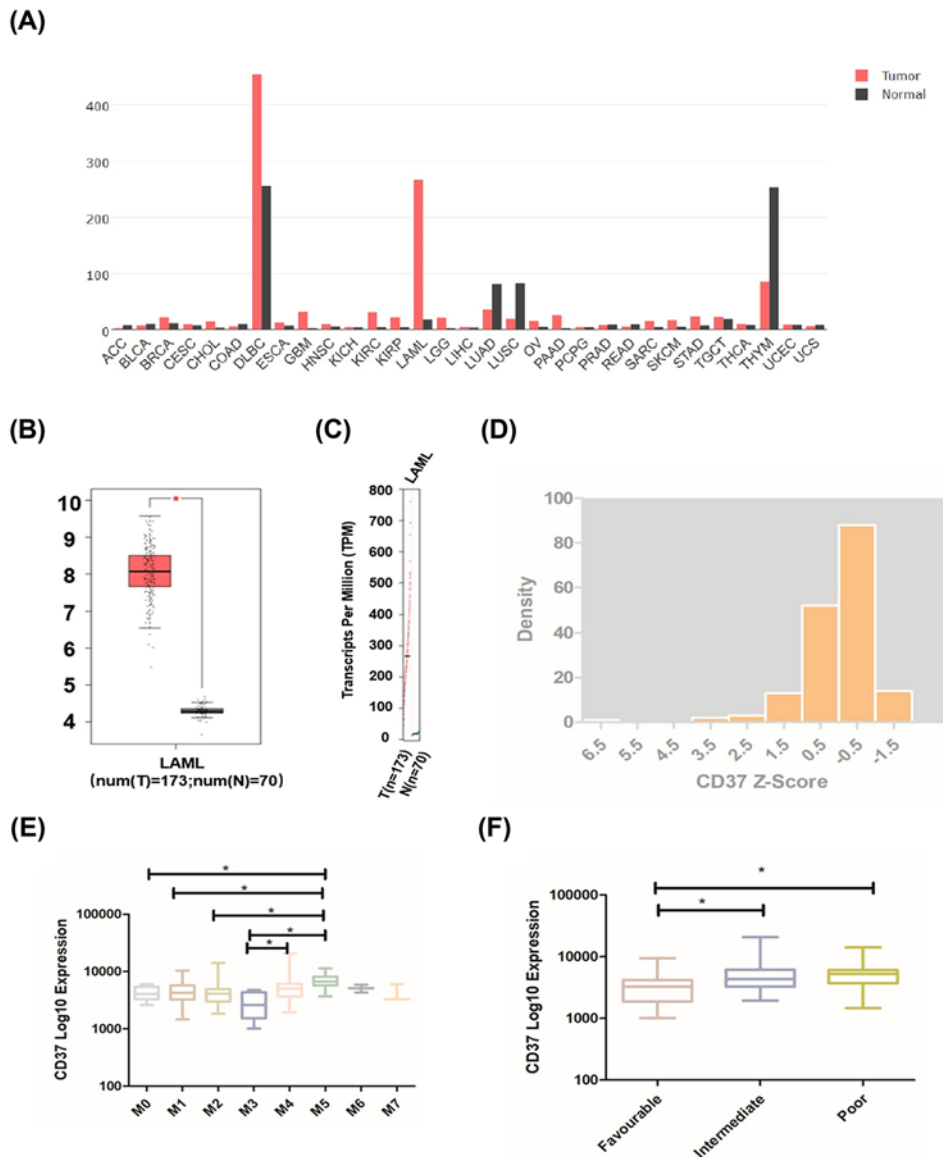 (A)
Tumor
Normal
400
300
200
100
0
ACC
BLCA
BRCA
CESC
CHOL
COAD
DLBC
ESCA
GBM
HNSC
KICH
KIRC
KIRP
LAML
LGG
LIHC
LUAD
LUSC
OV
PAAD
PCPG
PRAD
READ
SARC
SKCM
STAD
TGCT
THCA
THYM
UCEC
UCS
(B)
10
9
8
7
6
5
4
*
LAML
(num(T)=173;num(N)=70)
(C)
LAML
Transcripts Per Million (TPM)
800
700
600
500
400
300
200
100
0
T(n=173)
N(n=70)
(D)
Density
100
80
60
40
20
0
6.5
5.5
4.5
3.5
2.5
1.5
0.5
-0.5
-1.5
CD37 Z-Score
(E)
CD37 Log10 Expression
100000
10000
1000
100
*
*
*
*
*
M0
M1
M2
M3
M4
M5
M6
M7
(F)
CD37 Log10 Expression
100000
10000
1000
100
*
*
Favourable
Intermediate
Poor